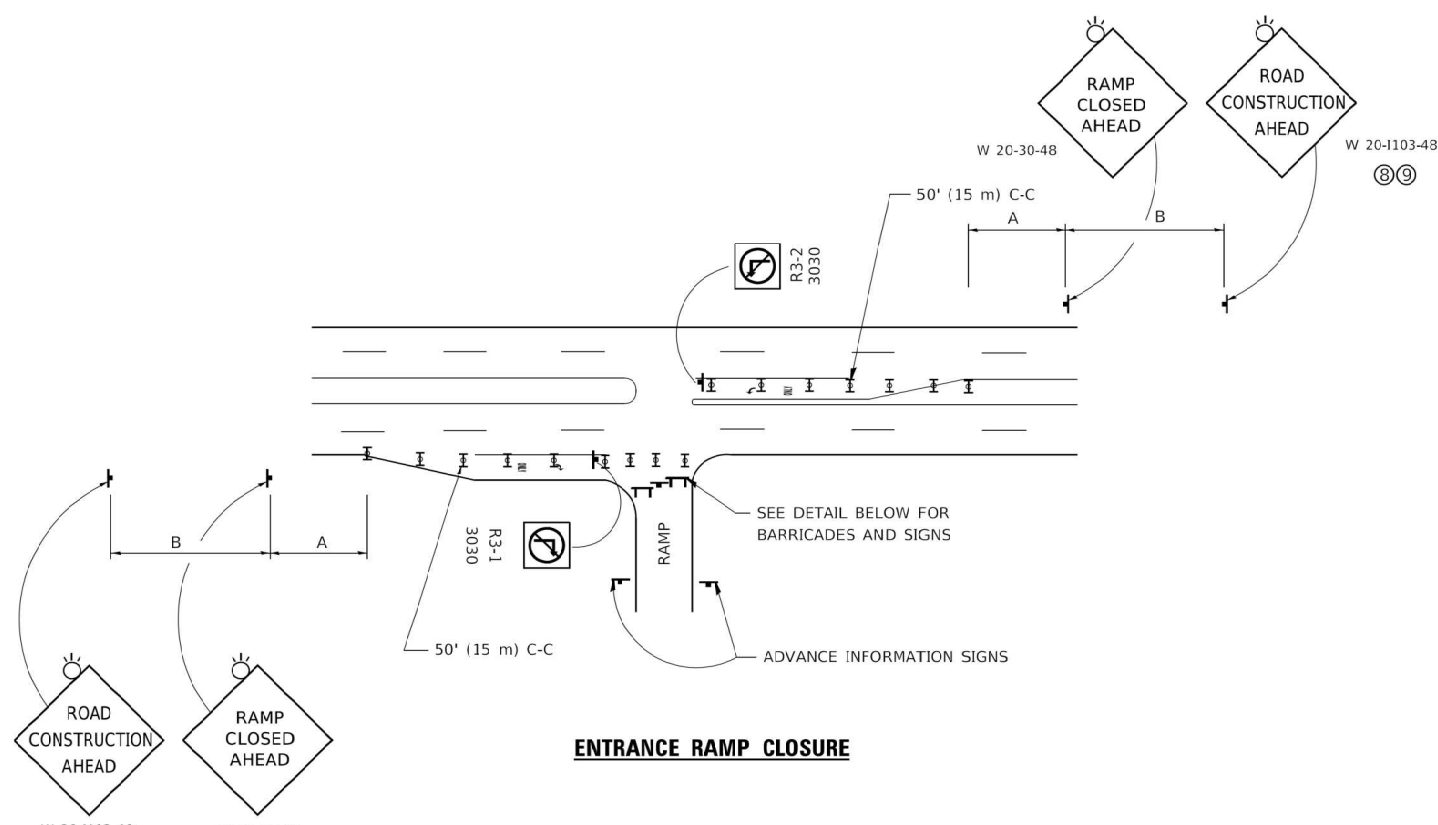 RAMP
CLOSED
AHEAD
ROAD
CONSTRUCTION
AHEAD
W 20-30-48
W 20-I103-48
⑧⑨
50' (15 m) C-C
A
B
R3-2
3030
SEE DETAIL BELOW FOR
BARRICADES AND SIGNS
RAMP
R3-1
3030
B
A
50' (15 m) C-C
ADVANCE INFORMATION SIGNS
ROAD
CONSTRUCTION
AHEAD
RAMP
CLOSED
AHEAD
ENTRANCE RAMP CLOSURE